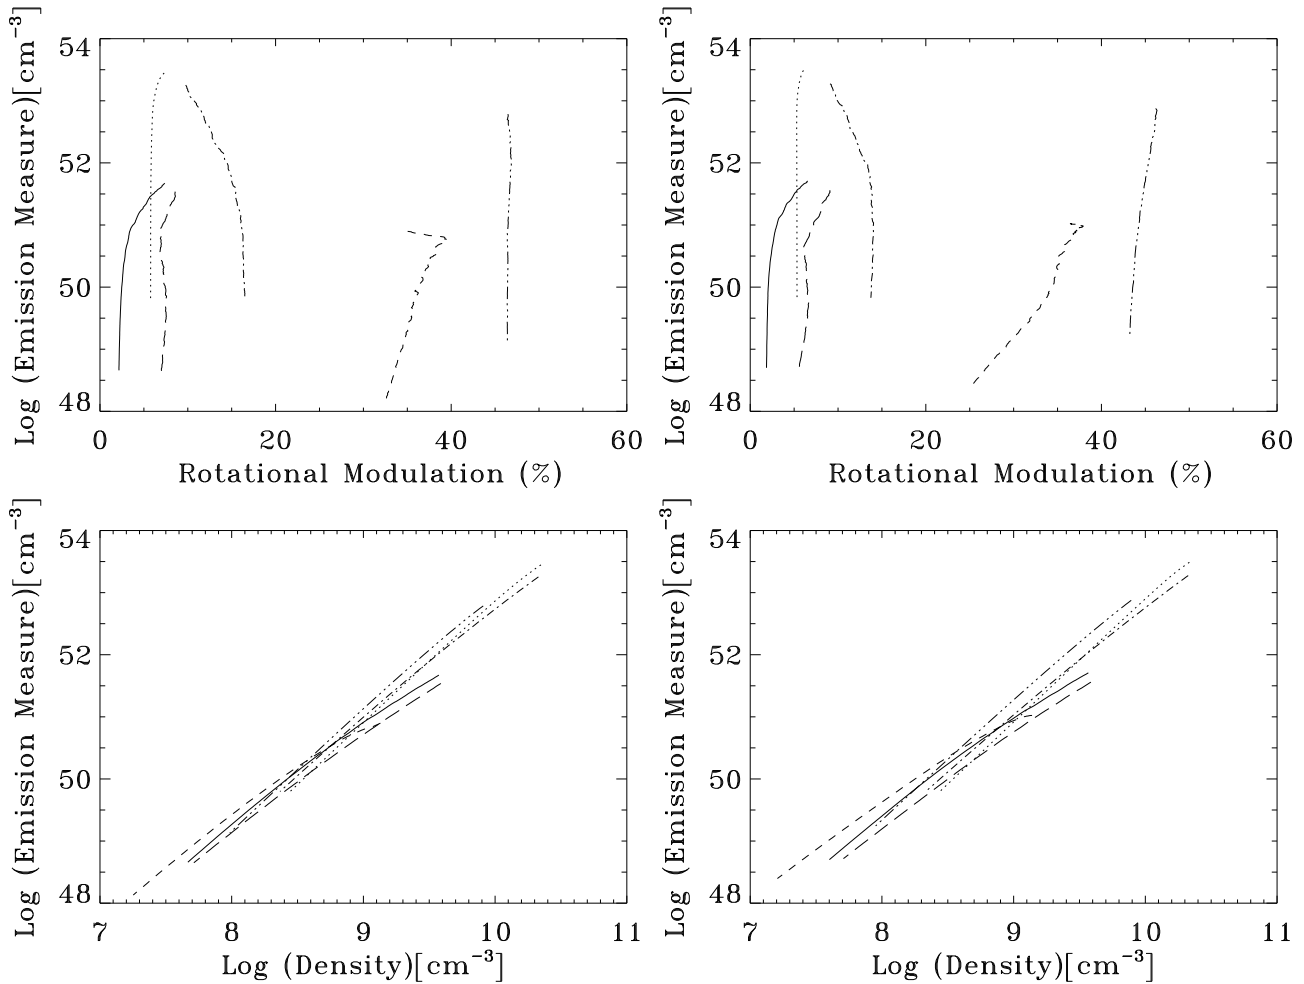 Log (Emission Measure)[cm⁻³]
54
52
50
48
0 20 40 60
Rotational Modulation (%)
Log (Emission Measure)[cm⁻³]
54
52
50
48
0 20 40 60
Rotational Modulation (%)
Log (Emission Measure)[cm⁻³]
54
52
50
48
7 8 9 10 11
Log (Density)[cm⁻³]
Log (Emission Measure)[cm⁻³]
54
52
50
48
7 8 9 10 11
Log (Density)[cm⁻³]